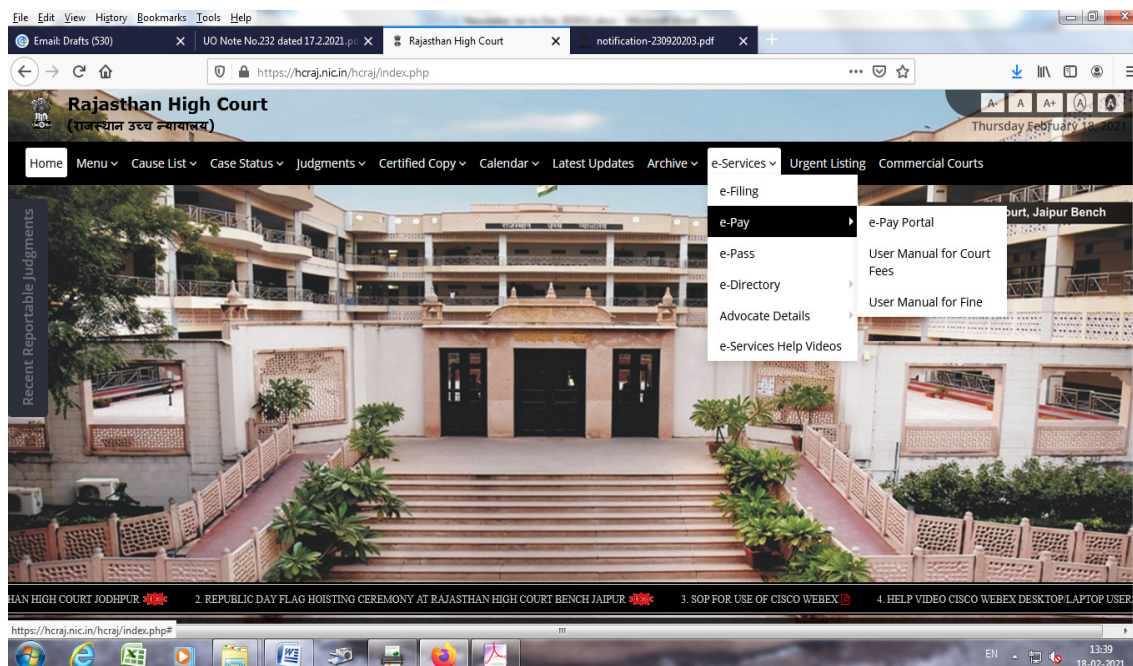 File Edit View History Bookmarks Tools Help
Email: Drafts (530)
UO Note No.232 dated 17.2.2021.pd
Rajasthan High Court
notification-230920203.pdf
https://hcraj.nic.in/hcraj/index.php
Rajasthan High Court
(राजस्थान उच्च न्यायालय)
A- A A+ A A
Thursday February 18, 2021
Home Menu Cause List Case Status Judgments Certified Copy Calendar Latest Updates Archive e-Services Urgent Listing Commercial Courts
e-Filing
e-Pay
e-Pass
e-Directory
Advocate Details
e-Services Help Videos
e-Pay Portal
User Manual for Court
Fees
User Manual for Fine
ourt, Jaipur Bench
Recent Reportable Judgments
HAN HIGH COURT JODHPUR 2. REPUBLIC DAY FLAG HOISTING CEREMONY AT RAJASTHAN HIGH COURT BENCH JAIPUR 3. SOP FOR USE OF CISCO WEBEX 4. HELP VIDEO CISCO WEBEX DESKTOP/LAPTOP USER
https://hcraj.nic.in/hcraj/index.php#
EN
13:39
18-02-2021